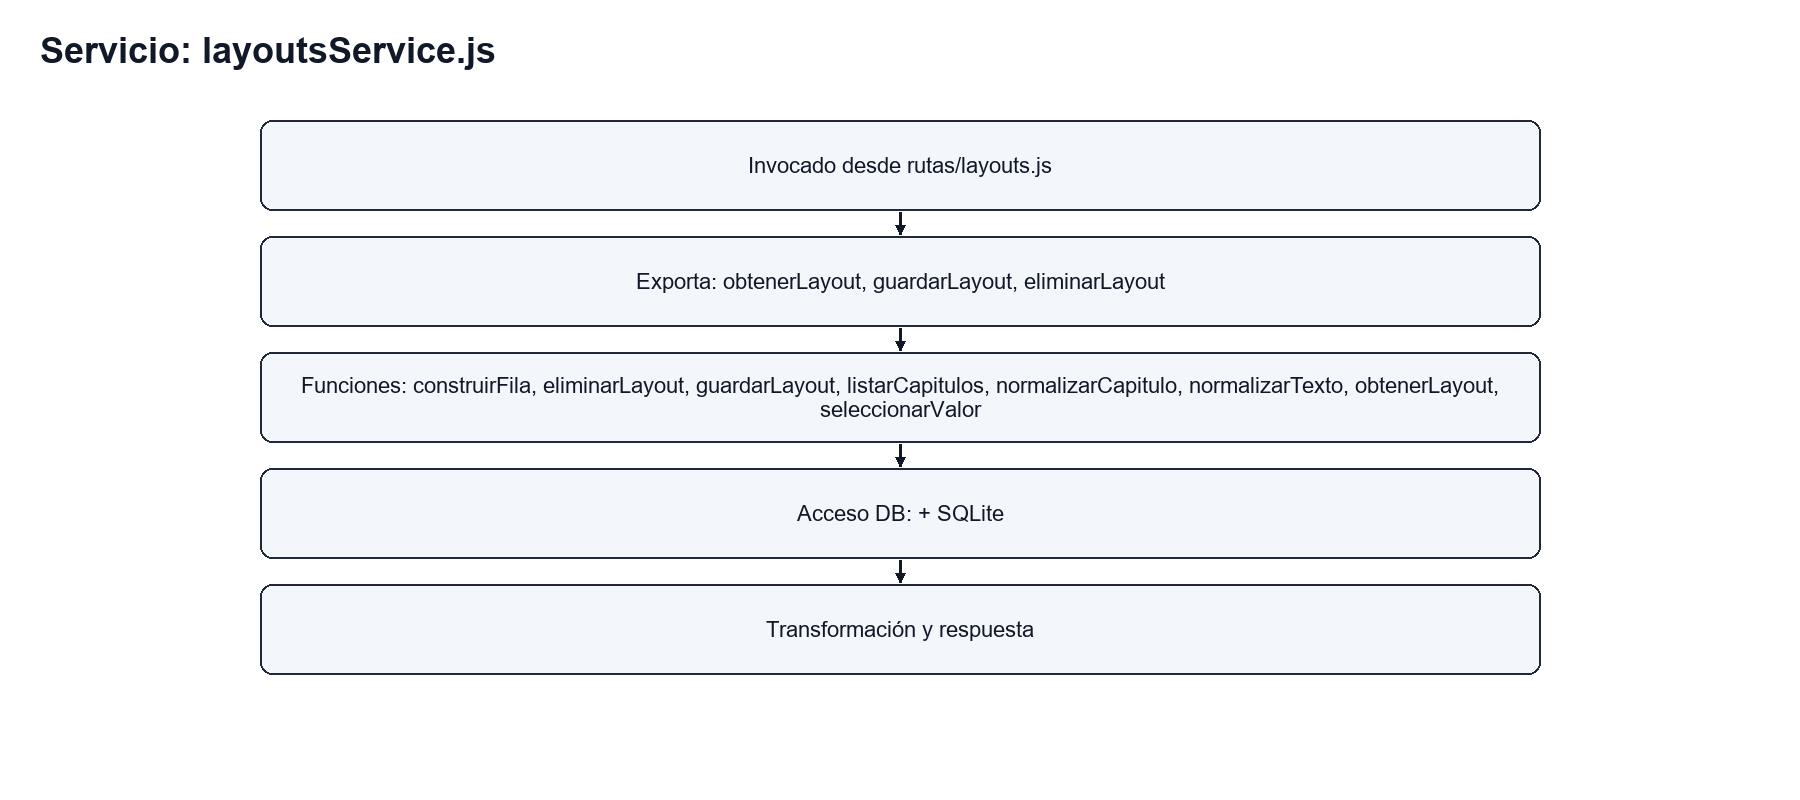 Servicio: layoutsService.js
Invocado desde rutas/layouts.js
Exporta: obtenerLayout, guardarLayout, eliminarLayout
Funciones: construirFila, eliminarLayout, guardarLayout, listarCapitulos, normalizarCapitulo, normalizarTexto, obtenerLayout,
seleccionarValor
Acceso DB: + SQLite
Transformación y respuesta